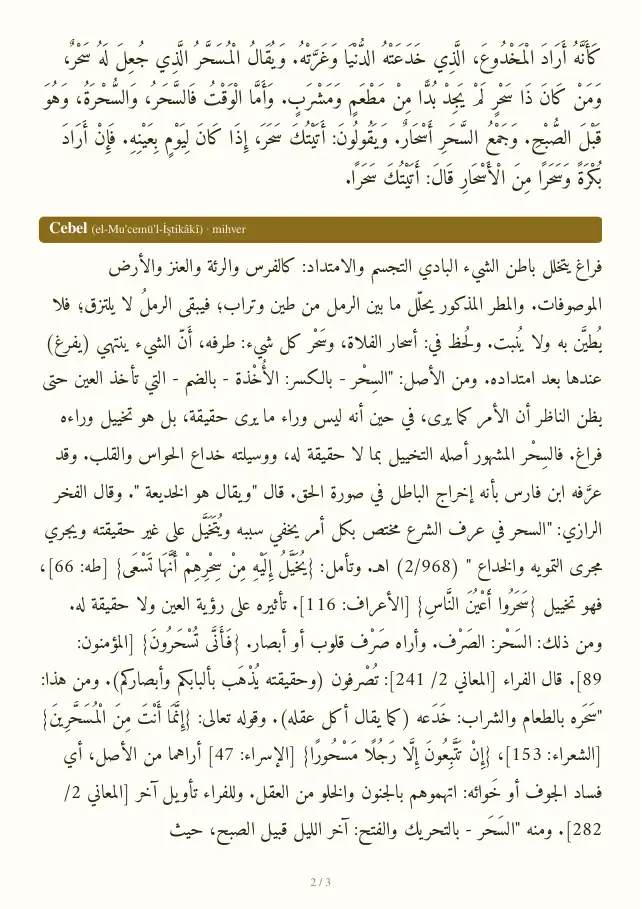 كَأَنَّهُ أَرَادَ الْمَخْدُوعَ، الَّذِي خَدَعَتْهُ الدُّنْيَا وَغَرَّتْهُ. وَيُقَالُ الْمُسَحَّرُ الَّذِي جُعِلَ لَهُ سَحْرٌ،
وَمَنْ كَانَ ذَا سَحْرٍ لَمْ يَجِدْ بُدًّا مِنْ مَطْعَمٍ وَمَشْرَبٍ. وَأَمَّا الْوَقْتُ فَالسَّحَرُ، وَالسُّحْرَةُ، وَهُوَ
قَبْلَ الصُّبْحِ. وَجَمْعُ السَّحَرِ أَسْحَارٌ. وَيَقُولُونَ: أَتَيْتُكَ سَحَرَ، إِذَا كَانَ لِيَوْمٍ بِعَيْنِهِ. فَإِنْ أَرَادَ
بُكْرَةً وَسَحَرًا مِنَ الْأَسْحَارِ قَالَ: أَتَيْتُكَ سَحَرًا.
Cebel (el-Mu'cemü'l-İştikâkî) · mihver
فراغ يتخلل باطن الشيء البادي التجسم والامتداد: كالفرس والرئة والعنز والأرض
الموصوفات. والمطر المذكور يحلّل ما بين الرمل من طين وتراب؛ فيبقى الرملُ لا يلتزق؛ فلا
يُطيَّن به ولا يُنبت. ولُحظ في: أسحار الفلاة، وسَحْر كل شيء: طرفه، أنّ الشيء ينتهي (يفرغ)
عندها بعد امتداده. ومن الأصل: "السِحْر - بالكسر: الأُخْذة - بالضم - التي تأخذ العين حتى
يظن الناظر أن الأمر كما يرى، في حين أنه ليس وراء ما يرى حقيقة، بل هو تخييل وراءه
فراغ. فالسِحْر المشهور أصله التخييل بما لا حقيقة له، ووسيلته خداع الحواس والقلب. وقد
عرَّفه ابن فارس بأنه إخراج الباطل في صورة الحق. قال "ويقال هو الخديعة ". وقال الفخر
الرازي: "السحر في عرف الشرع مختص بكل أمر يخفي سببه ويُتَخَيَّل على غير حقيقته ويجري
مجرى التمويه والخداع " (2/968) اهـ. وتأمل: {يُخَيَّلُ إِلَيْهِ مِنْ سِحْرِهِمْ أَنَّهَا تَسْعَى} [طه: 66]،
فهو تخييل {سَحَرُوا أَعْيُنَ النَّاسِ} [الأعراف: 116]. تأثيره على رؤية العين ولا حقيقة له.
ومن ذلك: السَحْر: الصَرْف. وأراه صَرْف قلوب أو أبصار. {فَأَنَّى تُسْحَرُونَ} [المؤمنون:
89]. قال الفراء [المعاني 2/ 241]: تُصْرفون (وحقيقته يُذْهَب بألبابكم وأبصاركم). ومن هذا:
"سَحَره بالطعام والشراب: خَدَعه (كما يقال أكل عقله). وقوله تعالى: {إِنَّمَا أَنْتَ مِنَ الْمُسَحَّرِينَ}
[الشعراء: 153]، {إِنْ تَتَّبِعُونَ إِلَّا رَجُلًا مَسْحُورًا} [الإسراء: 47] أراهما من الأصل، أي
فساد الجوف أو خَوائه: اتهموهم بالجنون والخلو من العقل. وللفراء تأويل آخر [المعاني 2/
282]. ومنه "السَحَر - بالتحريك والفتح: آخر الليل قبيل الصبح، حيث
2 / 3